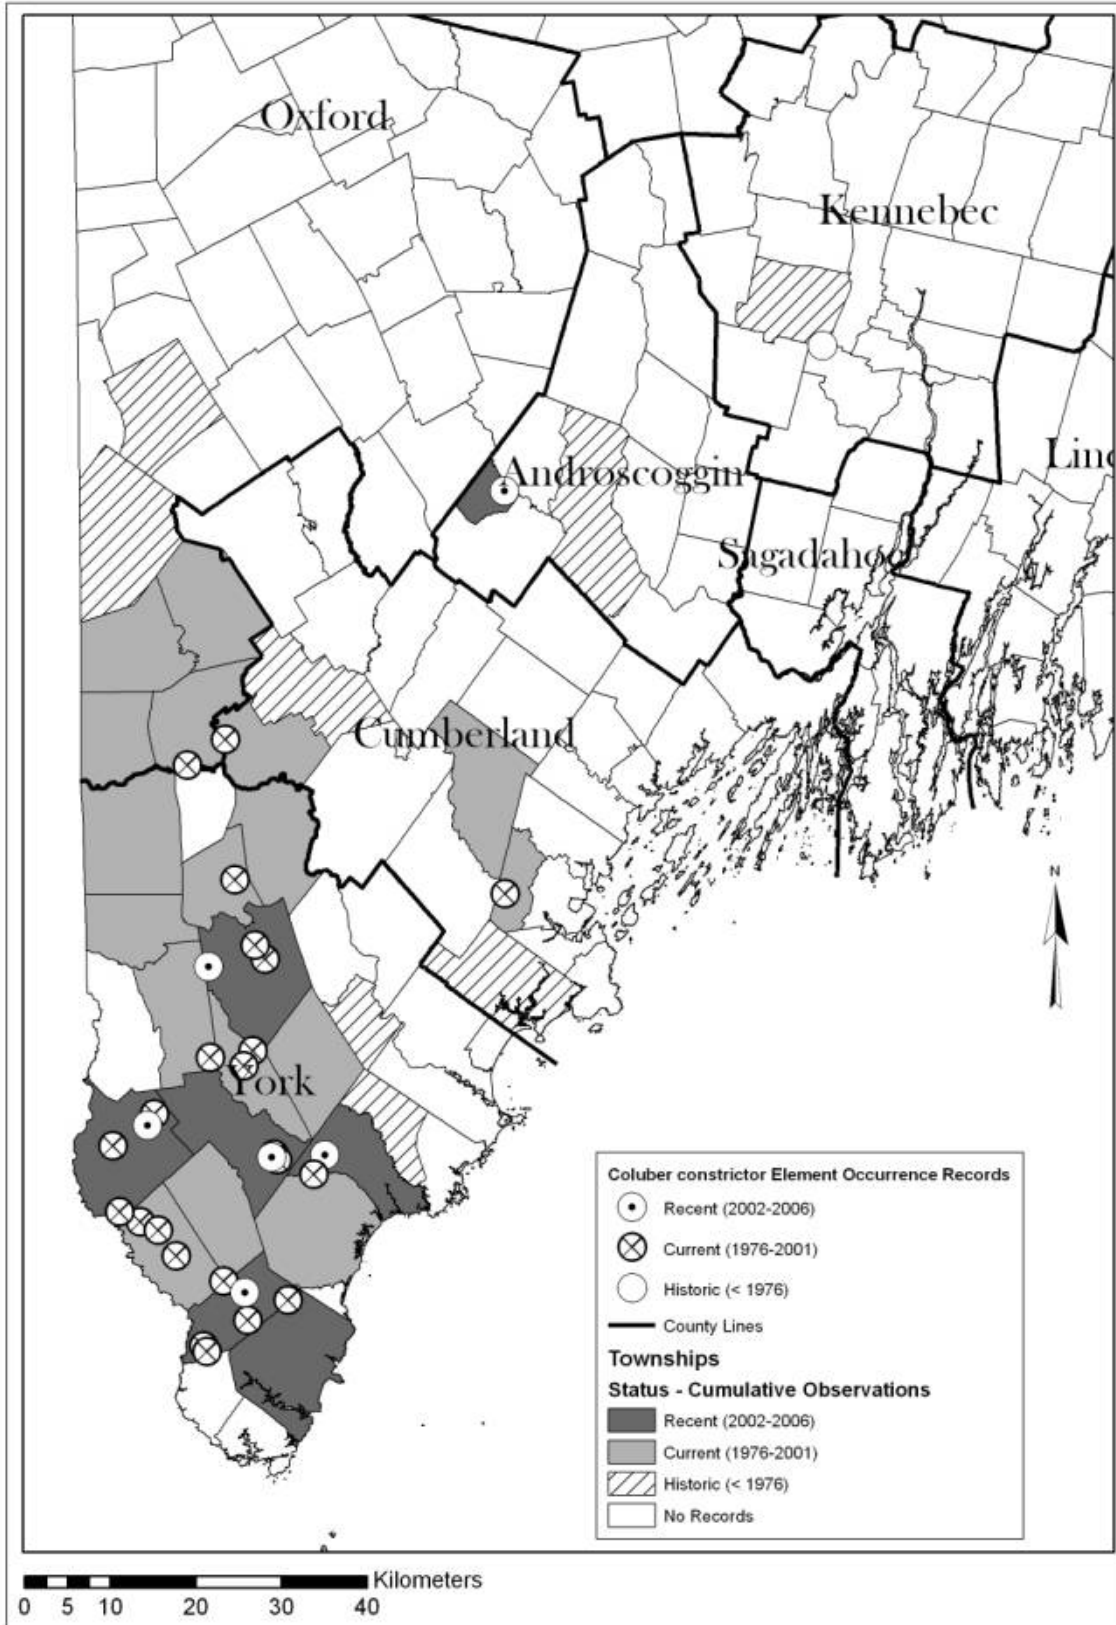 Oxford
Kennebec
Androscoggin
Linc
Sagadahoc
Cumberland
N
York
Coluber constrictor Element Occurrence Records
Recent (2002-2006)
Current (1976-2001)
Historic (< 1976)
County Lines
Townships
Status - Cumulative Observations
Recent (2002-2006)
Current (1976-2001)
Historic (< 1976)
No Records
Kilometers
0 5 10 20 30 40